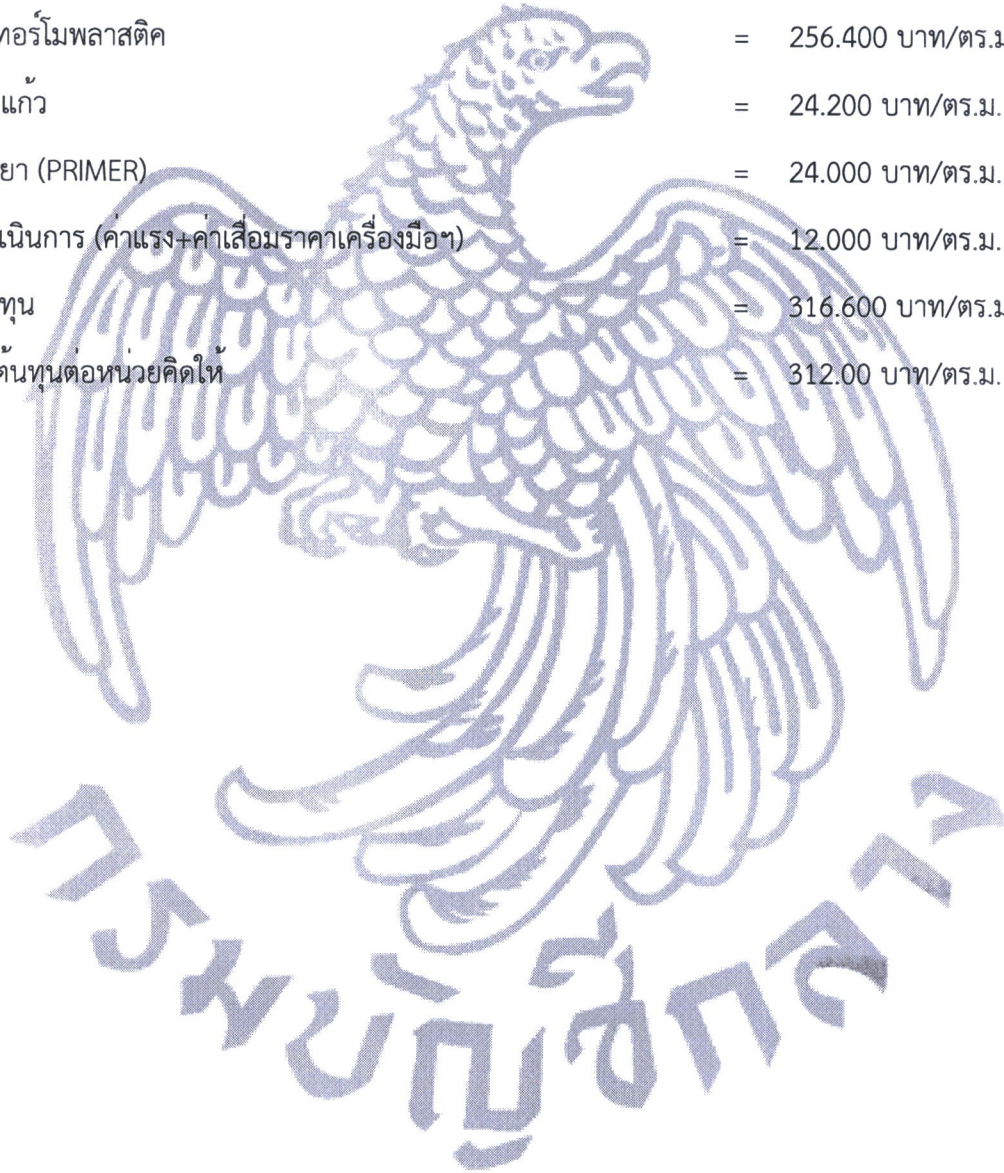 ทอร์โมพลาสติค = 256.400 บาท/ตร.ม
แก้ว = 24.200 บาท/ตร.ม.
ยา (PRIMER) = 24.000 บาท/ตร.ม.
เนินการ (ค่าแรง+ค่าเสื่อมราคาเครื่องมือฯ) = 12.000 บาท/ตร.ม.
ทุน = 316.600 บาท/ตร.ม
ต้นทุนต่อหน่วยคิดให้ = 312.00 บาท/ตร.ม.
กรมบัญชีกลาง